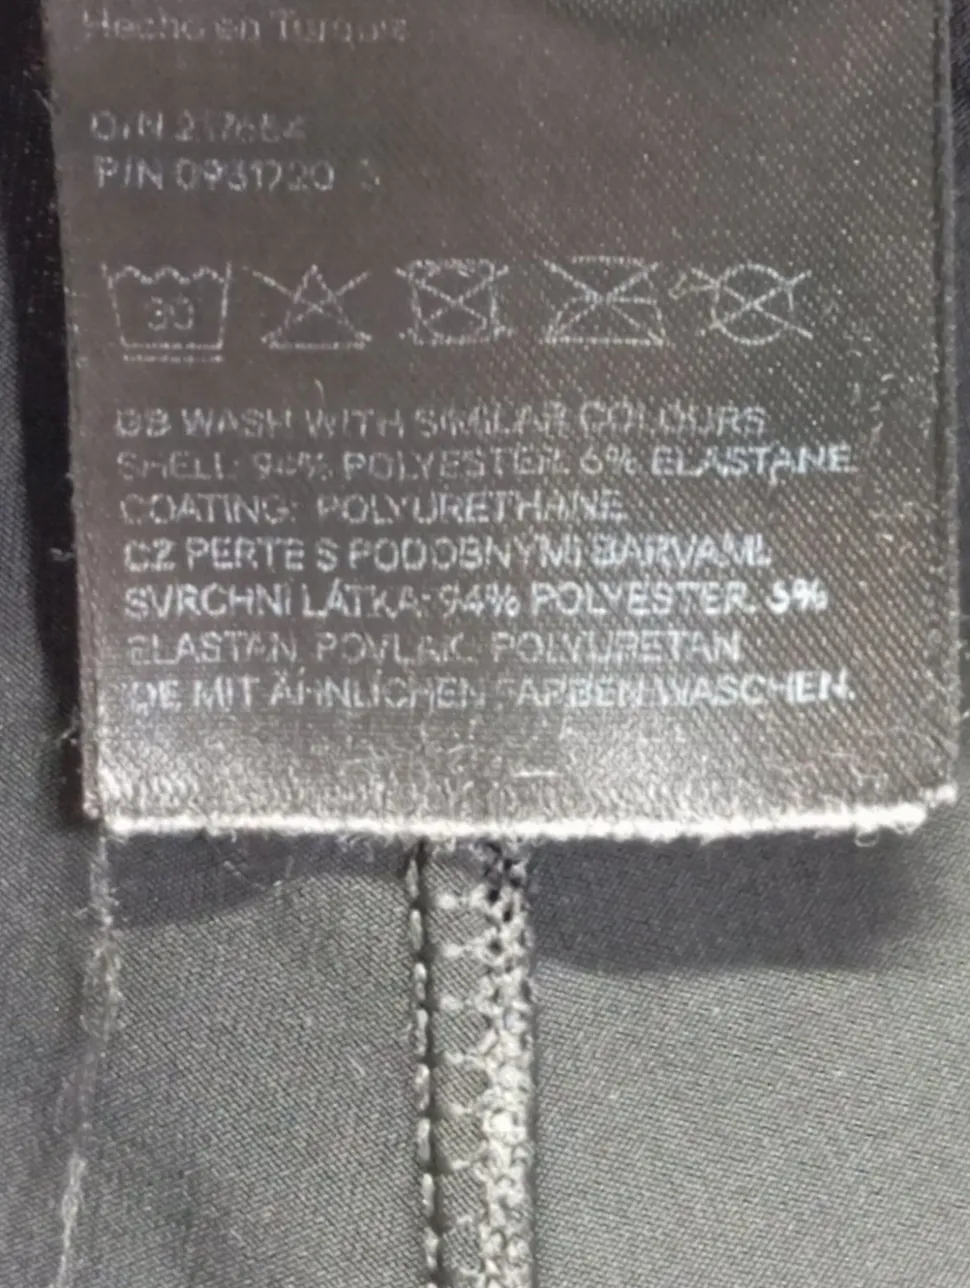 Hecho en Turquía
O/N 217684
P/N 0931720
30
GB WASH WITH SIMILAR COLOURS
SHELL: 94% POLYESTER, 6% ELASTANE
COATING: POLYURETHANE
CZ PERTE S PODOBNÝMI BARVAMI.
SVRCHNÍ LÁTKA: 94% POLYESTER, 6%
ELASTAN, POVLAK: POLYURETAN
DE MIT ÄHNLICHEN FARBEN WASCHEN.